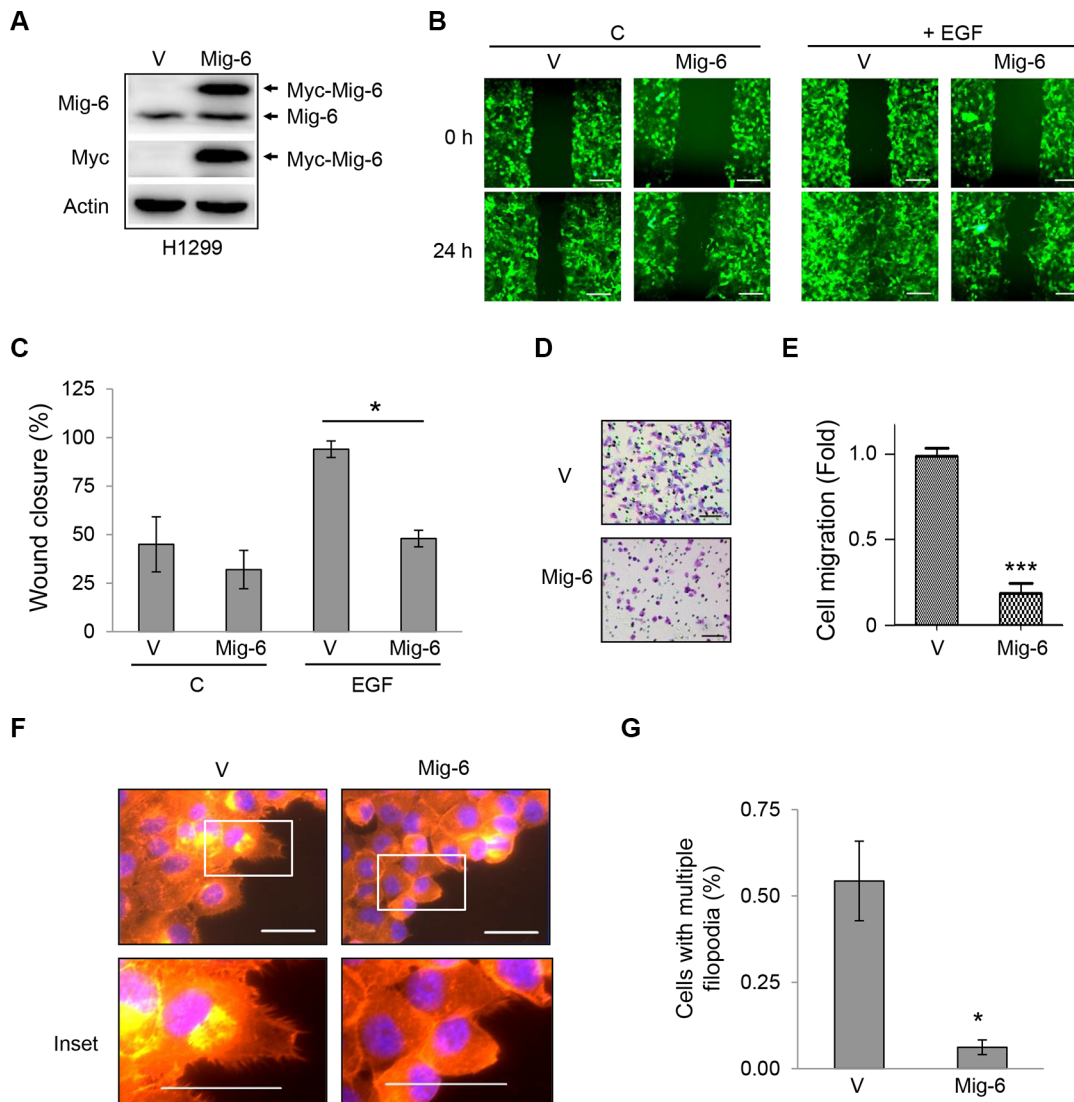 A
V Mig-6
Mig-6
Myc-Mig-6
Mig-6
Myc
Myc-Mig-6
Actin
H1299
B
C + EGF
V Mig-6 V Mig-6
0 h
24 h
C
Wound closure (%)
125
100
75
50
25
0
*
V Mig-6 V Mig-6
C EGF
D
V
Mig-6
E
Cell migration (Fold)
1.0
0.5
0
***
V Mig-6
F
V Mig-6
Inset
G
Cells with multiple
filopodia (%)
0.75
0.50
0.25
0.00
*
V Mig-6